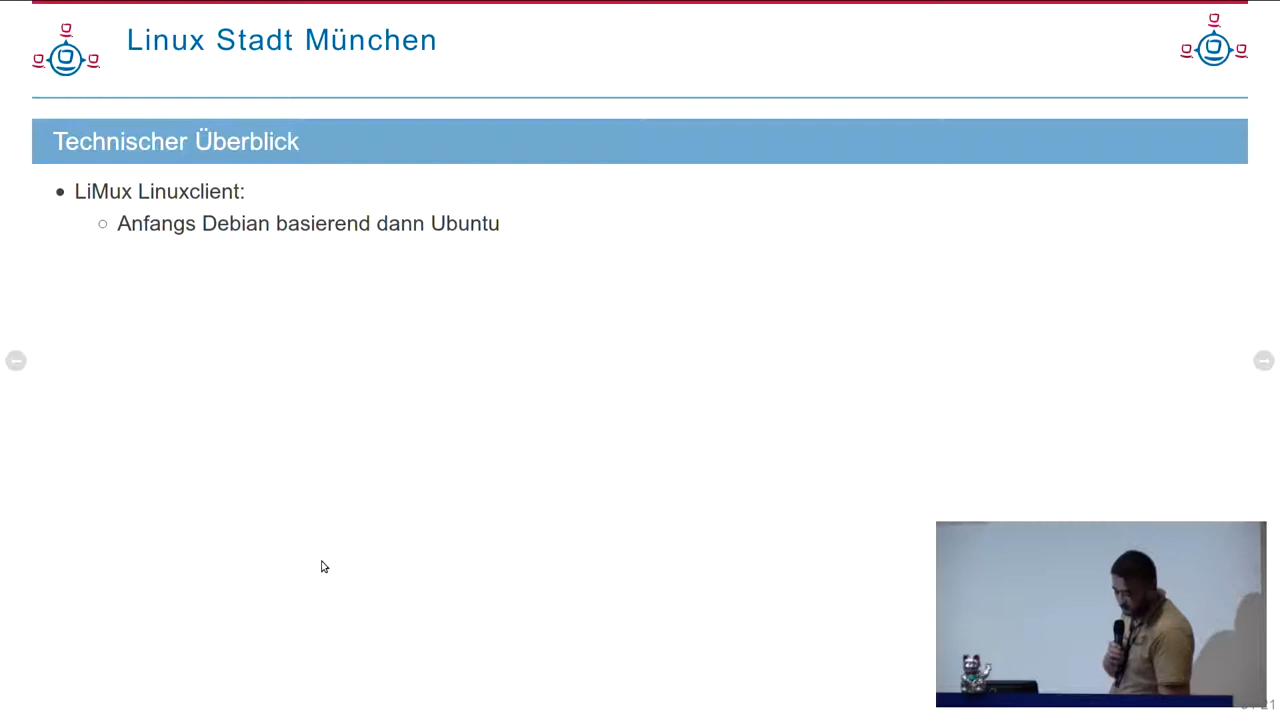 Linux Stadt München
Technischer Überblick
LiMux Linuxclient:
Anfangs Debian basierend dann Ubuntu